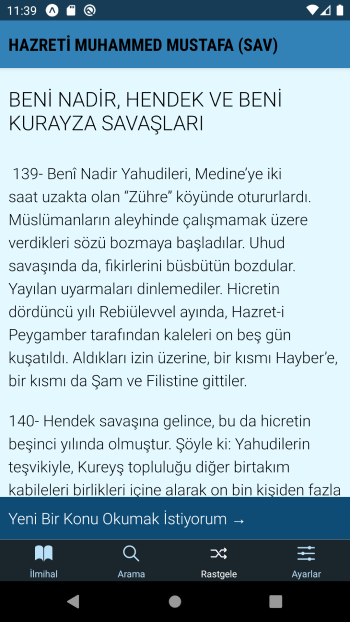 11:39
HAZRETİ MUHAMMED MUSTAFA (SAV)
BENİ NADİR, HENDEK VE BENİ
KURAYZA SAVAŞLARI
139- Benî Nadir Yahudileri, Medine’ye iki
saat uzakta olan “Zühre” köyünde otururlardı.
Müslümanların aleyhinde çalışmamak üzere
verdikleri sözü bozmaya başladılar. Uhud
savaşında da, fikirlerini büsbütün bozdular.
Yayılan uyarmaları dinlemediler. Hicretin
dördüncü yılı Rebiülevvel ayında, Hazret-i
Peygamber tarafından kaleleri on beş gün
kuşatıldı. Aldıkları izin üzerine, bir kısmı Hayber’e,
bir kısmı da Şam ve Filistine gittiler.
140- Hendek savaşına gelince, bu da hicretin
beşinci yılında olmuştur. Şöyle ki: Yahudilerin
teşvikiyle, Kureyş topluluğu diğer birtakım
kabileleri birlikleri içine alarak on bin kişiden fazla
Yeni Bir Konu Okumak İstiyorum →
İlmihal Arama Rastgele Ayarlar